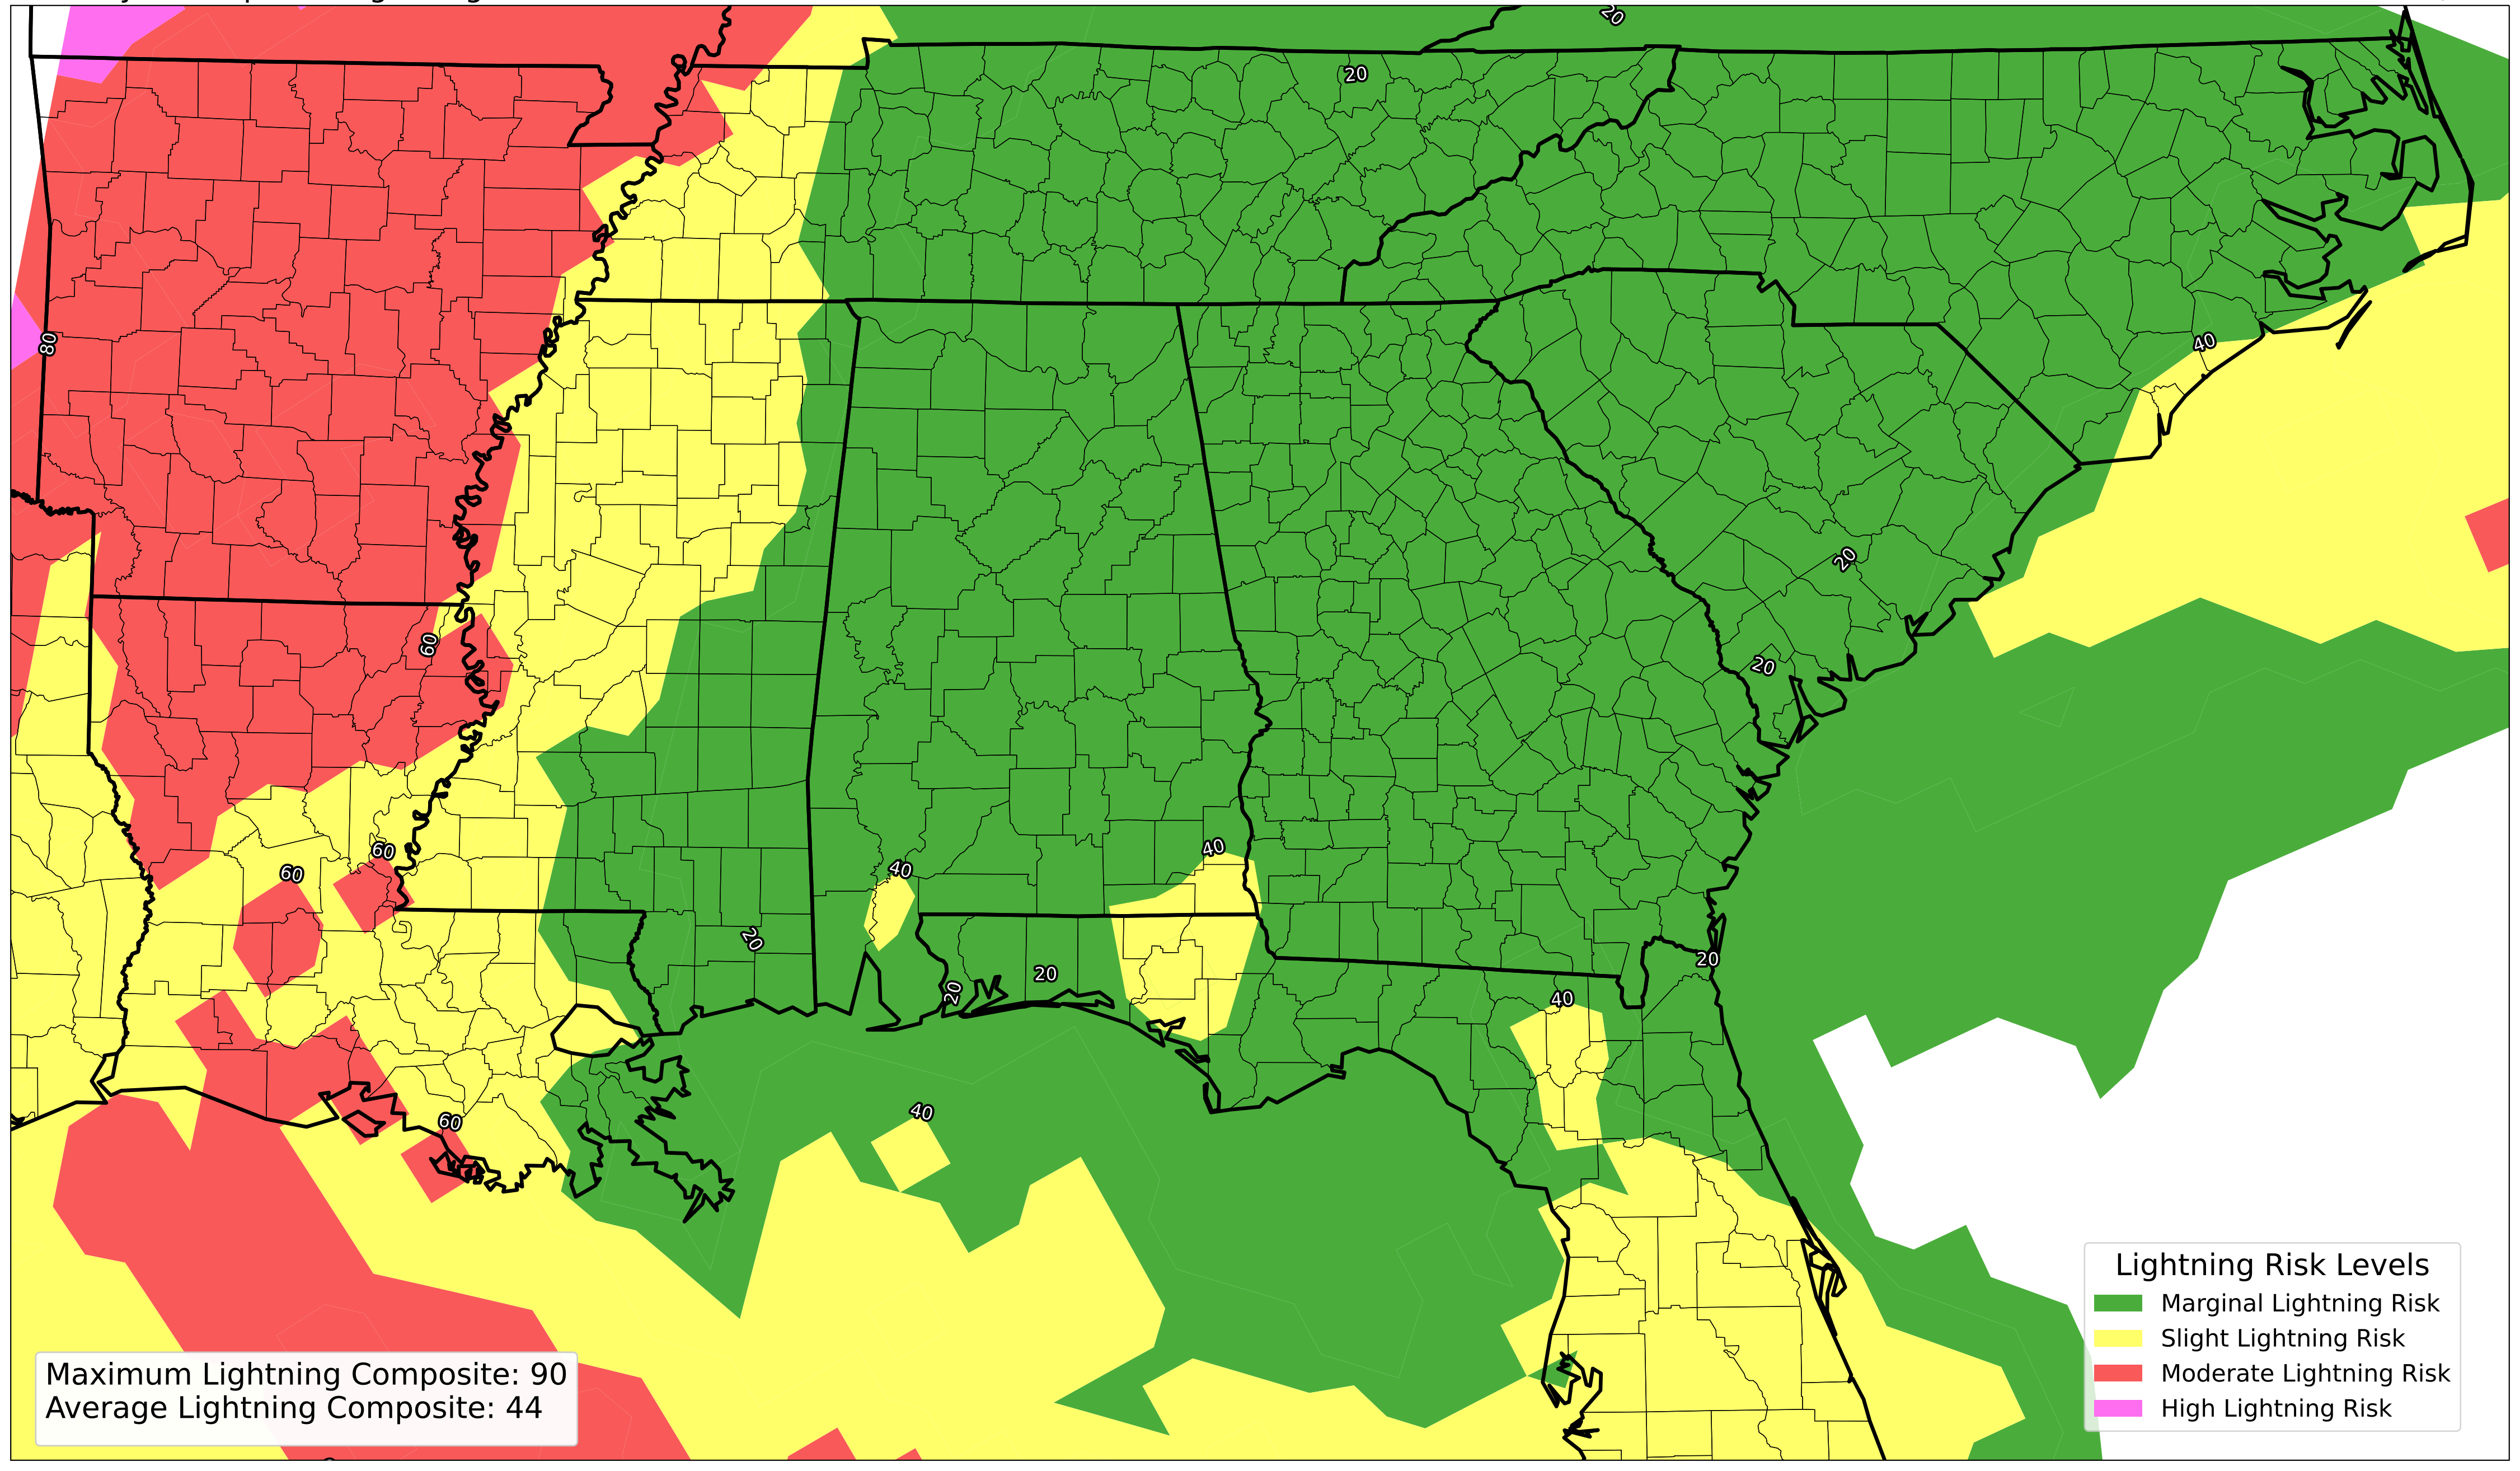 20
20
80
40
20
60
20
40
60
40
60
20
20
20
20
40
40
60
Lightning Risk Levels
Marginal Lightning Risk
Slight Lightning Risk
Moderate Lightning Risk
High Lightning Risk
Maximum Lightning Composite: 90
Average Lightning Composite: 44